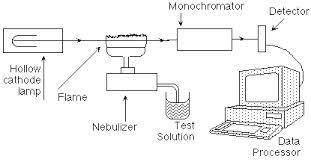 Monochromator
Detector
Hollow
cathode
lamp
Flame
Nebulizer
Test
Solution
Data
Processor